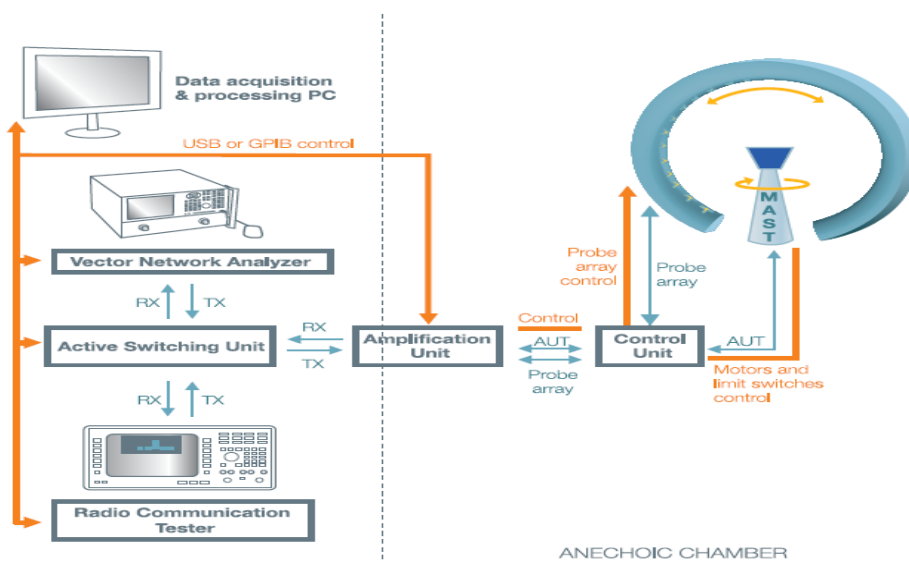 Data acquisition
& processing PC
USB or GPIB control
Vector Network Analyzer
RX
TX
Active Switching Unit
RX
TX
RX
TX
Radio Communication
Tester
Amplification
Unit
Control
AUT
Probe
array
Control
Unit
Probe
array
control
Probe
array
MAST
AUT
Motors and
limit switches
control
ANECHOIC CHAMBER